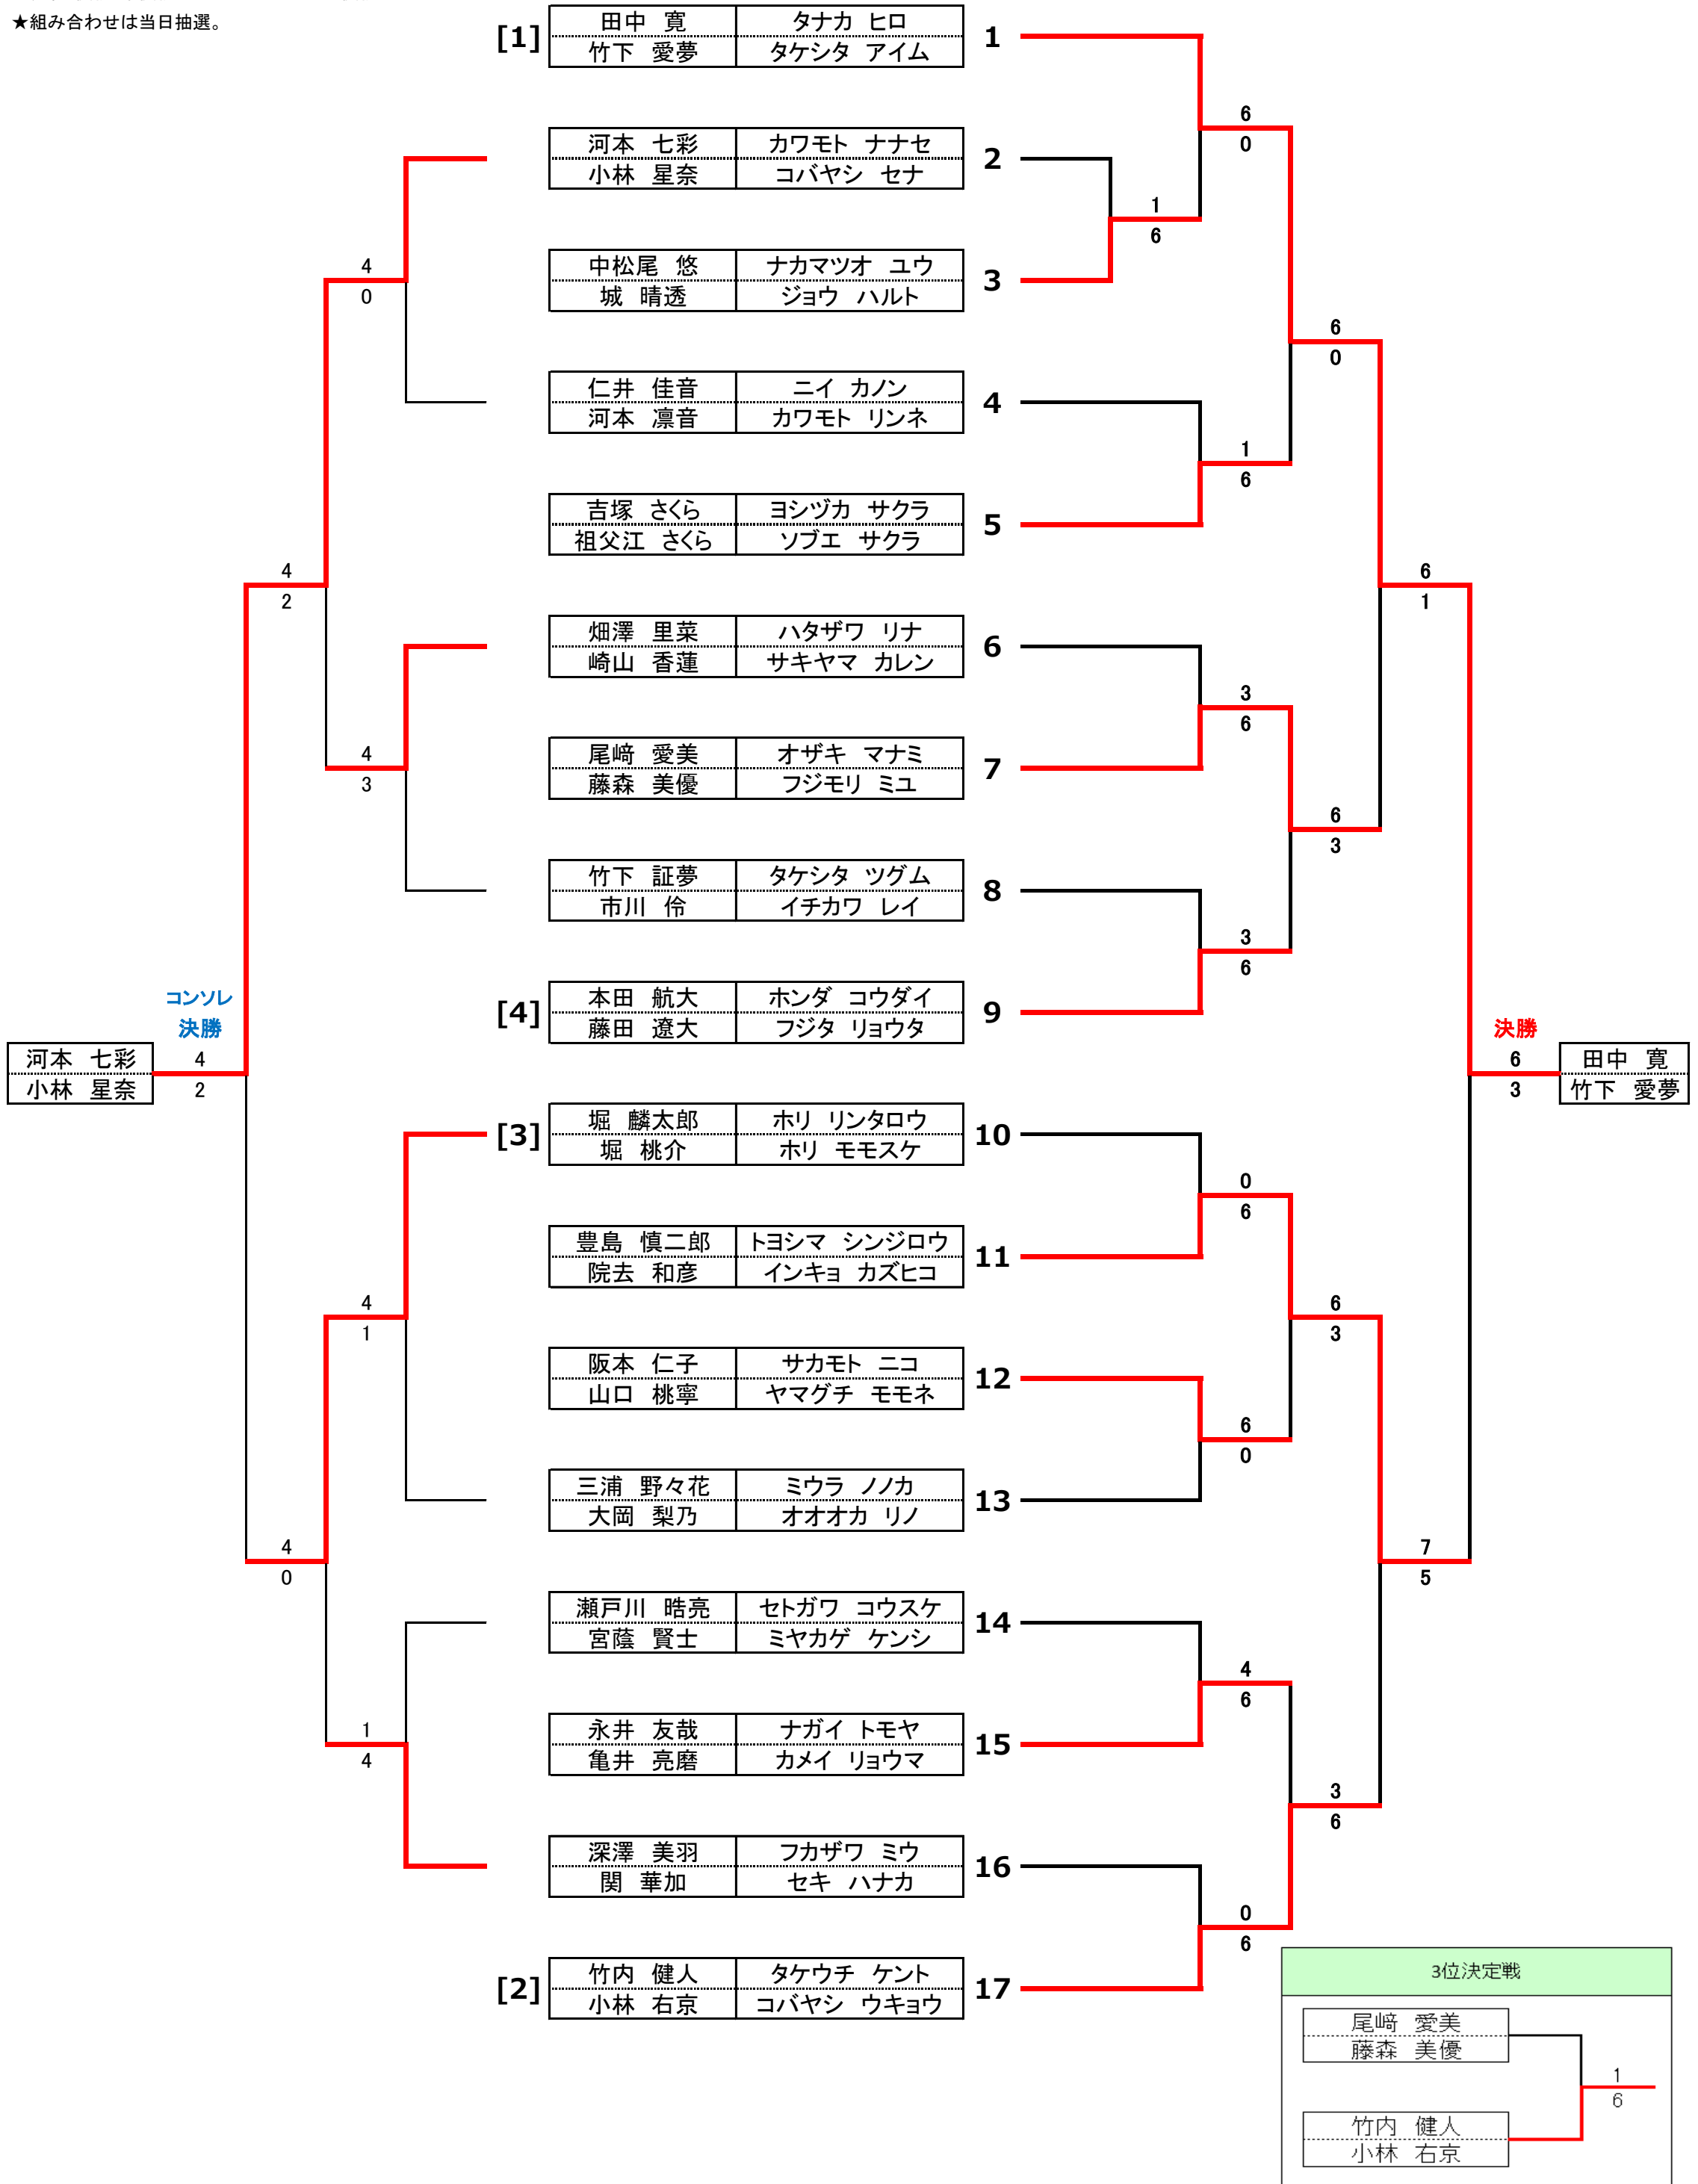 ★組み合わせは当日抽選。
[1] 田中 寛 タナカ ヒロ 1
竹下 愛夢 タケシタ アイム
6
0
河本 七彩 カワモト ナナセ 2
小林 星奈 コバヤシ セナ
1
6
中松尾 悠 ナカマツオ ユウ 3
城 晴透 ジョウ ハルト
4
0
6
0
仁井 佳音 ニイ カノン 4
河本 凛音 カワモト リンネ
1
6
吉塚 さくら ヨシヅカ サクラ 5
祖父江 さくら ソブエ サクラ
4
2
6
1
畑澤 里菜 ハタザワ リナ 6
崎山 香蓮 サキヤマ カレン
3
6
尾﨑 愛美 オザキ マナミ 7
藤森 美優 フジモリ ミユ
4
3
6
3
竹下 証夢 タケシタ ツグム 8
市川 伶 イチカワ レイ
3
6
[4] 本田 航大 ホンダ コウダイ 9
藤田 遼大 フジタ リョウタ
コンソレ
決勝
決勝
河本 七彩 4
小林 星奈 2
6 田中 寛
3 竹下 愛夢
[3] 堀 麟太郎 ホリ リンタロウ 10
堀 桃介 ホリ モモスケ
0
6
豊島 慎二郎 トヨシマ シンジロウ 11
院去 和彦 インキョ カズヒコ
4
1
6
3
阪本 仁子 サカモト ニコ 12
山口 桃寧 ヤマグチ モモネ
6
0
三浦 野々花 ミウラ ノノカ 13
大岡 梨乃 オオオカ リノ
4
0
7
5
瀬戸川 晧亮 セトガワ コウスケ 14
宮蔭 賢士 ミヤカゲ ケンシ
4
6
永井 友哉 ナガイ トモヤ 15
亀井 亮磨 カメイ リョウマ
1
4
3
6
深澤 美羽 フカザワ ミウ 16
関 華加 セキ ハナカ
0
6
[2] 竹内 健人 タケウチ ケント 17
小林 右京 コバヤシ ウキョウ
3位決定戦
尾﨑 愛美
藤森 美優
1
6
竹内 健人
小林 右京